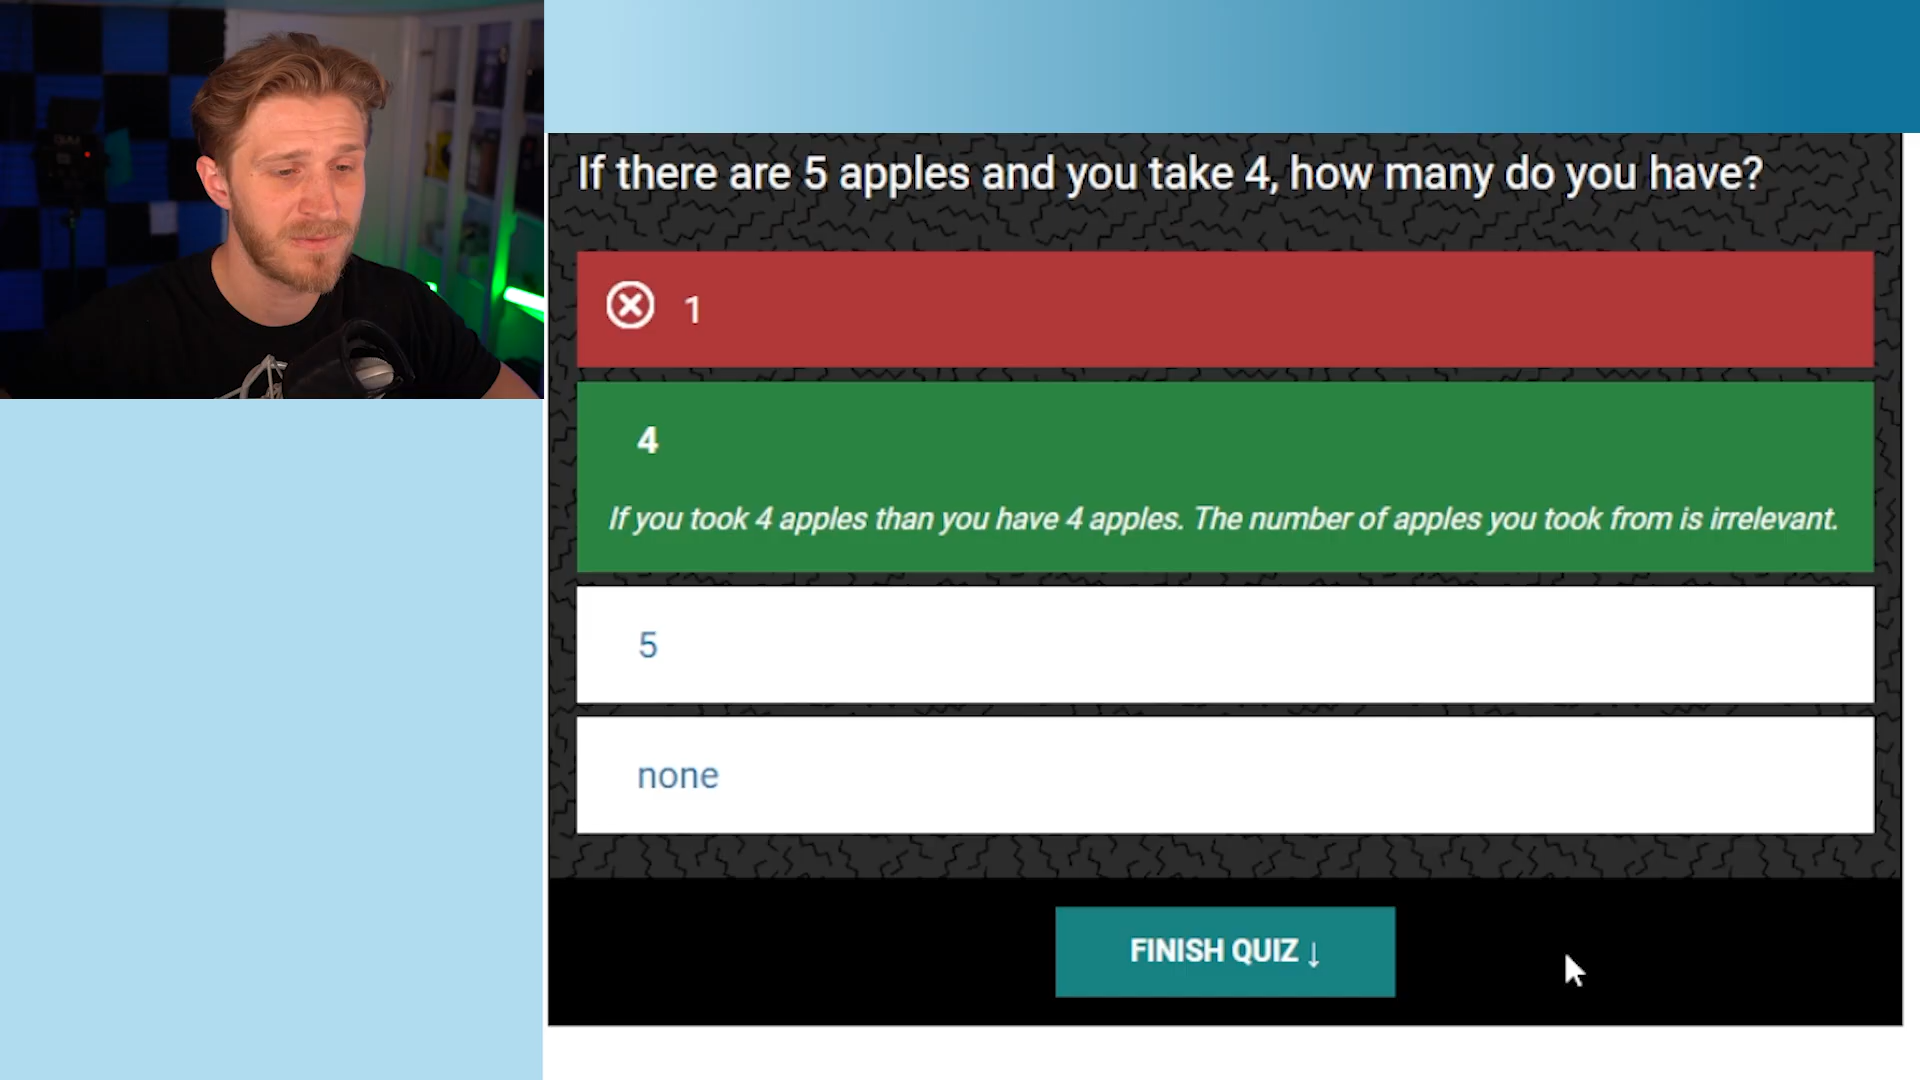 If there are 5 apples and you take 4, how many do you have?
1
4
If you took 4 apples than you have 4 apples. The number of apples you took from is irrelevant.
5
none
FINISH QUIZ ↓